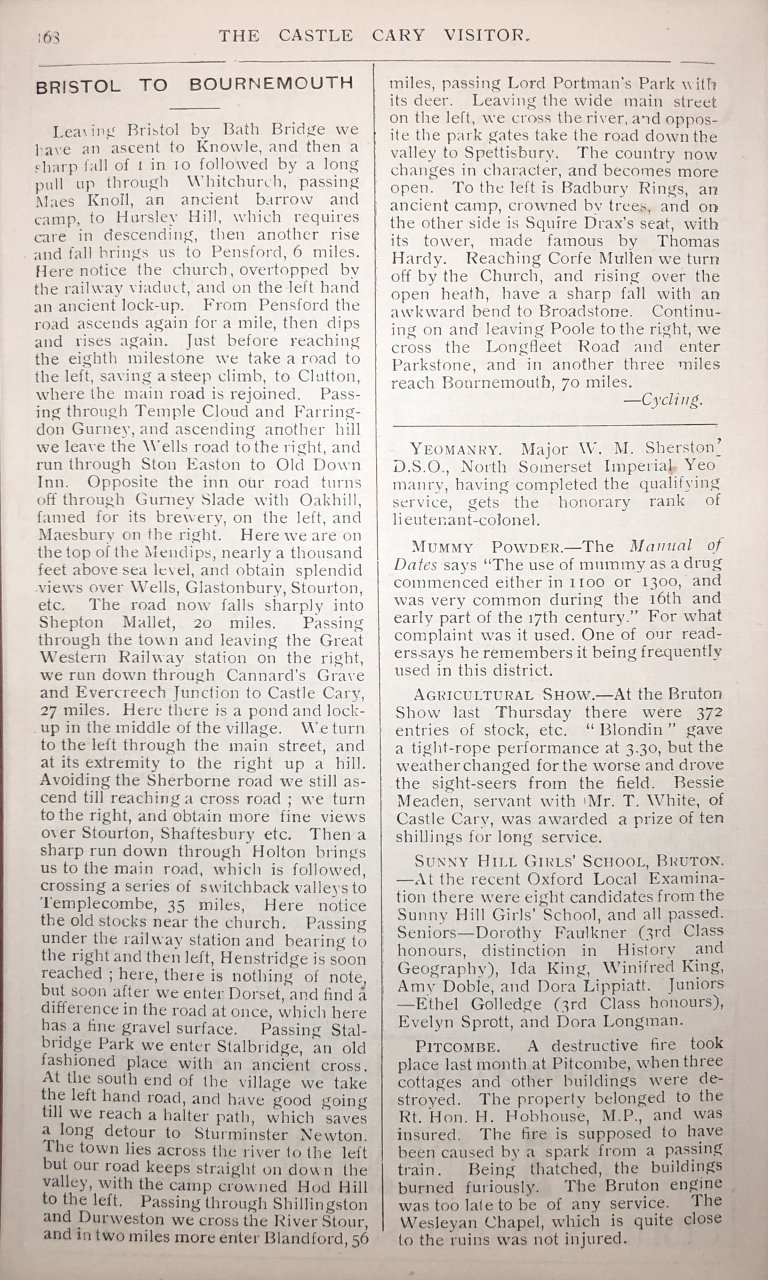 168
THE CASTLE CARY VISITOR.
BRISTOL TO BOURNEMOUTH
Leaving Bristol by Bath Bridge we
have an ascent to Knowle, and then a
sharp fall of 1 in 10 followed by a long
pull up through Whitchurch, passing
Maes Knoll, an ancient barrow and
camp, to Hursley Hill, which requires
care in descending, then another rise
and fall brings us to Pensford, 6 miles.
Here notice the church, overtopped by
the railway viaduct, and on the left hand
an ancient lock-up. From Pensford the
road ascends again for a mile, then dips
and rises again. Just before reaching
the eighth milestone we take a road to
the left, saving a steep climb, to Clutton,
where the main road is rejoined. Pass-
ing through Temple Cloud and Farring-
don Gurney, and ascending another hill
we leave the Wells road to the right, and
run through Ston Easton to Old Down
Inn. Opposite the inn our road turns
off through Gurney Slade with Oakhill,
famed for its brewery, on the left, and
Maesbury on the right. Here we are on
the top of the Mendips, nearly a thousand
feet above sea level, and obtain splendid
views over Wells, Glastonbury, Stourton,
etc. The road now falls sharply into
Shepton Mallet, 20 miles. Passing
through the town and leaving the Great
Western Railway station on the right,
we run down through Cannard's Grave
and Evercreech Junction to Castle Cary,
27 miles. Here there is a pond and lock-
up in the middle of the village. We turn
to the left through the main street, and
at its extremity to the right up a hill.
Avoiding the Sherborne road we still as-
cend till reaching a cross road ; we turn
to the right, and obtain more fine views
over Stourton, Shaftesbury etc. Then a
sharp run down through Holton brings
us to the main road, which is followed,
crossing a series of switchback valleys to
Templecombe, 35 miles, Here notice
the old stocks near the church. Passing
under the railway station and bearing to
the right and then left, Henstridge is soon
reached ; here, there is nothing of note,
but soon after we enter Dorset, and find a
difference in the road at once, which here
has a fine gravel surface. Passing Stal-
bridge Park we enter Stalbridge, an old
fashioned place with an ancient cross.
At the south end of the village we take
the left hand road, and have good going
till we reach a halter path, which saves
a long detour to Sturminster Newton.
The town lies across the river to the left
but our road keeps straight on down the
valley, with the camp crowned Hod Hill
to the left. Passing through Shillingston
and Durweston we cross the River Stour,
and in two miles more enter Blandford, 56
miles, passing Lord Portman's Park with
its deer. Leaving the wide main street
on the left, we cross the river, and oppos-
ite the park gates take the road down the
valley to Spettisbury. The country now
changes in character, and becomes more
open. To the left is Badbury Rings, an
ancient camp, crowned by trees, and on
the other side is Squire Drax's seat, with
its tower, made famous by Thomas
Hardy. Reaching Corfe Mullen we turn
off by the Church, and rising over the
open heath, have a sharp fall with an
awkward bend to Broadstone. Continu-
ing on and leaving Poole to the right, we
cross the Longfleet Road and enter
Parkstone, and in another three miles
reach Bournemouth, 70 miles.
—Cycling.
YEOMANRY. Major W. M. Sherston,
D.S.O., North Somerset Imperial Yeo
manry, having completed the qualifying
service, gets the honorary rank of
lieutenant-colonel.
MUMMY POWDER.—The Manual of
Dates says "The use of mummy as a drug
commenced either in 1100 or 1300, and
was very common during the 16th and
early part of the 17th century." For what
complaint was it used. One of our read-
ers says he remembers it being frequently
used in this district.
AGRICULTURAL SHOW.—At the Bruton
Show last Thursday there were 372
entries of stock, etc. "Blondin" gave
a tight-rope performance at 3.30, but the
weather changed for the worse and drove
the sight-seers from the field. Bessie
Meaden, servant with Mr. T. White, of
Castle Cary, was awarded a prize of ten
shillings for long service.
SUNNY HILL GIRLS' SCHOOL, BRUTON.
—At the recent Oxford Local Examina-
tion there were eight candidates from the
Sunny Hill Girls' School, and all passed.
Seniors—Dorothy Faulkner (3rd Class
honours, distinction in History and
Geography), Ida King, Winifred King,
Amy Doble, and Dora Lippiatt. Juniors
—Ethel Golledge (3rd Class honours),
Evelyn Sprott, and Dora Longman.
PITCOMBE. A destructive fire took
place last month at Pitcombe, when three
cottages and other buildings were de-
stroyed. The property belonged to the
Rt. Hon. H. Hobhouse, M.P., and was
insured. The fire is supposed to have
been caused by a spark from a passing
train. Being thatched, the buildings
burned furiously. The Bruton engine
was too late to be of any service. The
Wesleyan Chapel, which is quite close
to the ruins was not injured.